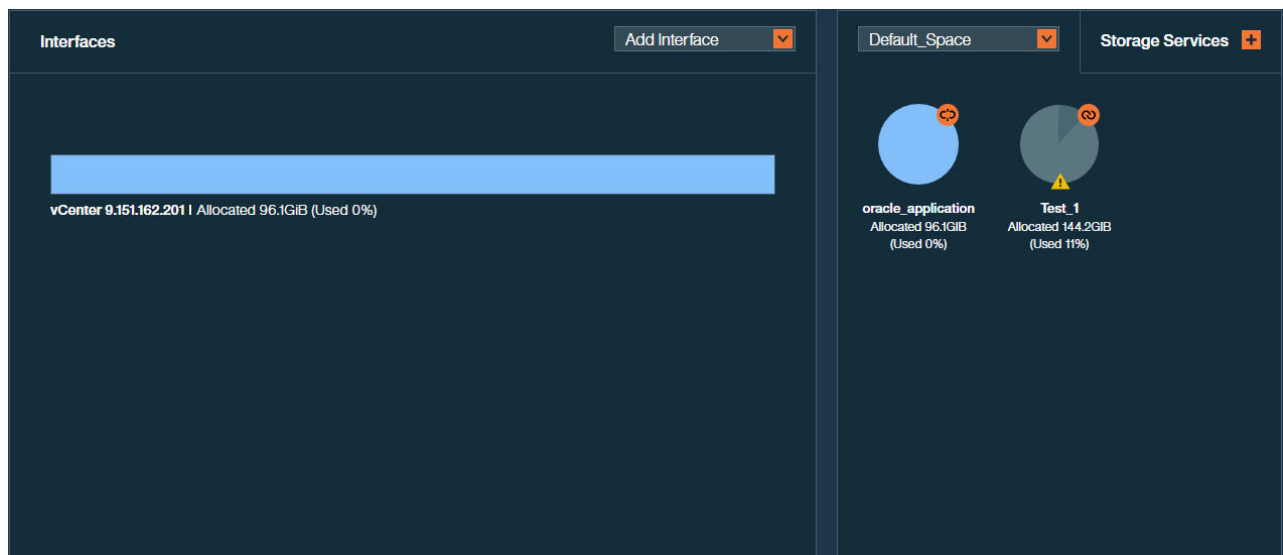 Interfaces
Add Interface
Default_Space
Storage Services
vCenter 9.151.162.201 | Allocated 96.1GiB (Used 0%)
oracle_application
Allocated 96.1GIB
(Used 0%)
Test_1
Allocated 144.2GIB
(Used 11%)